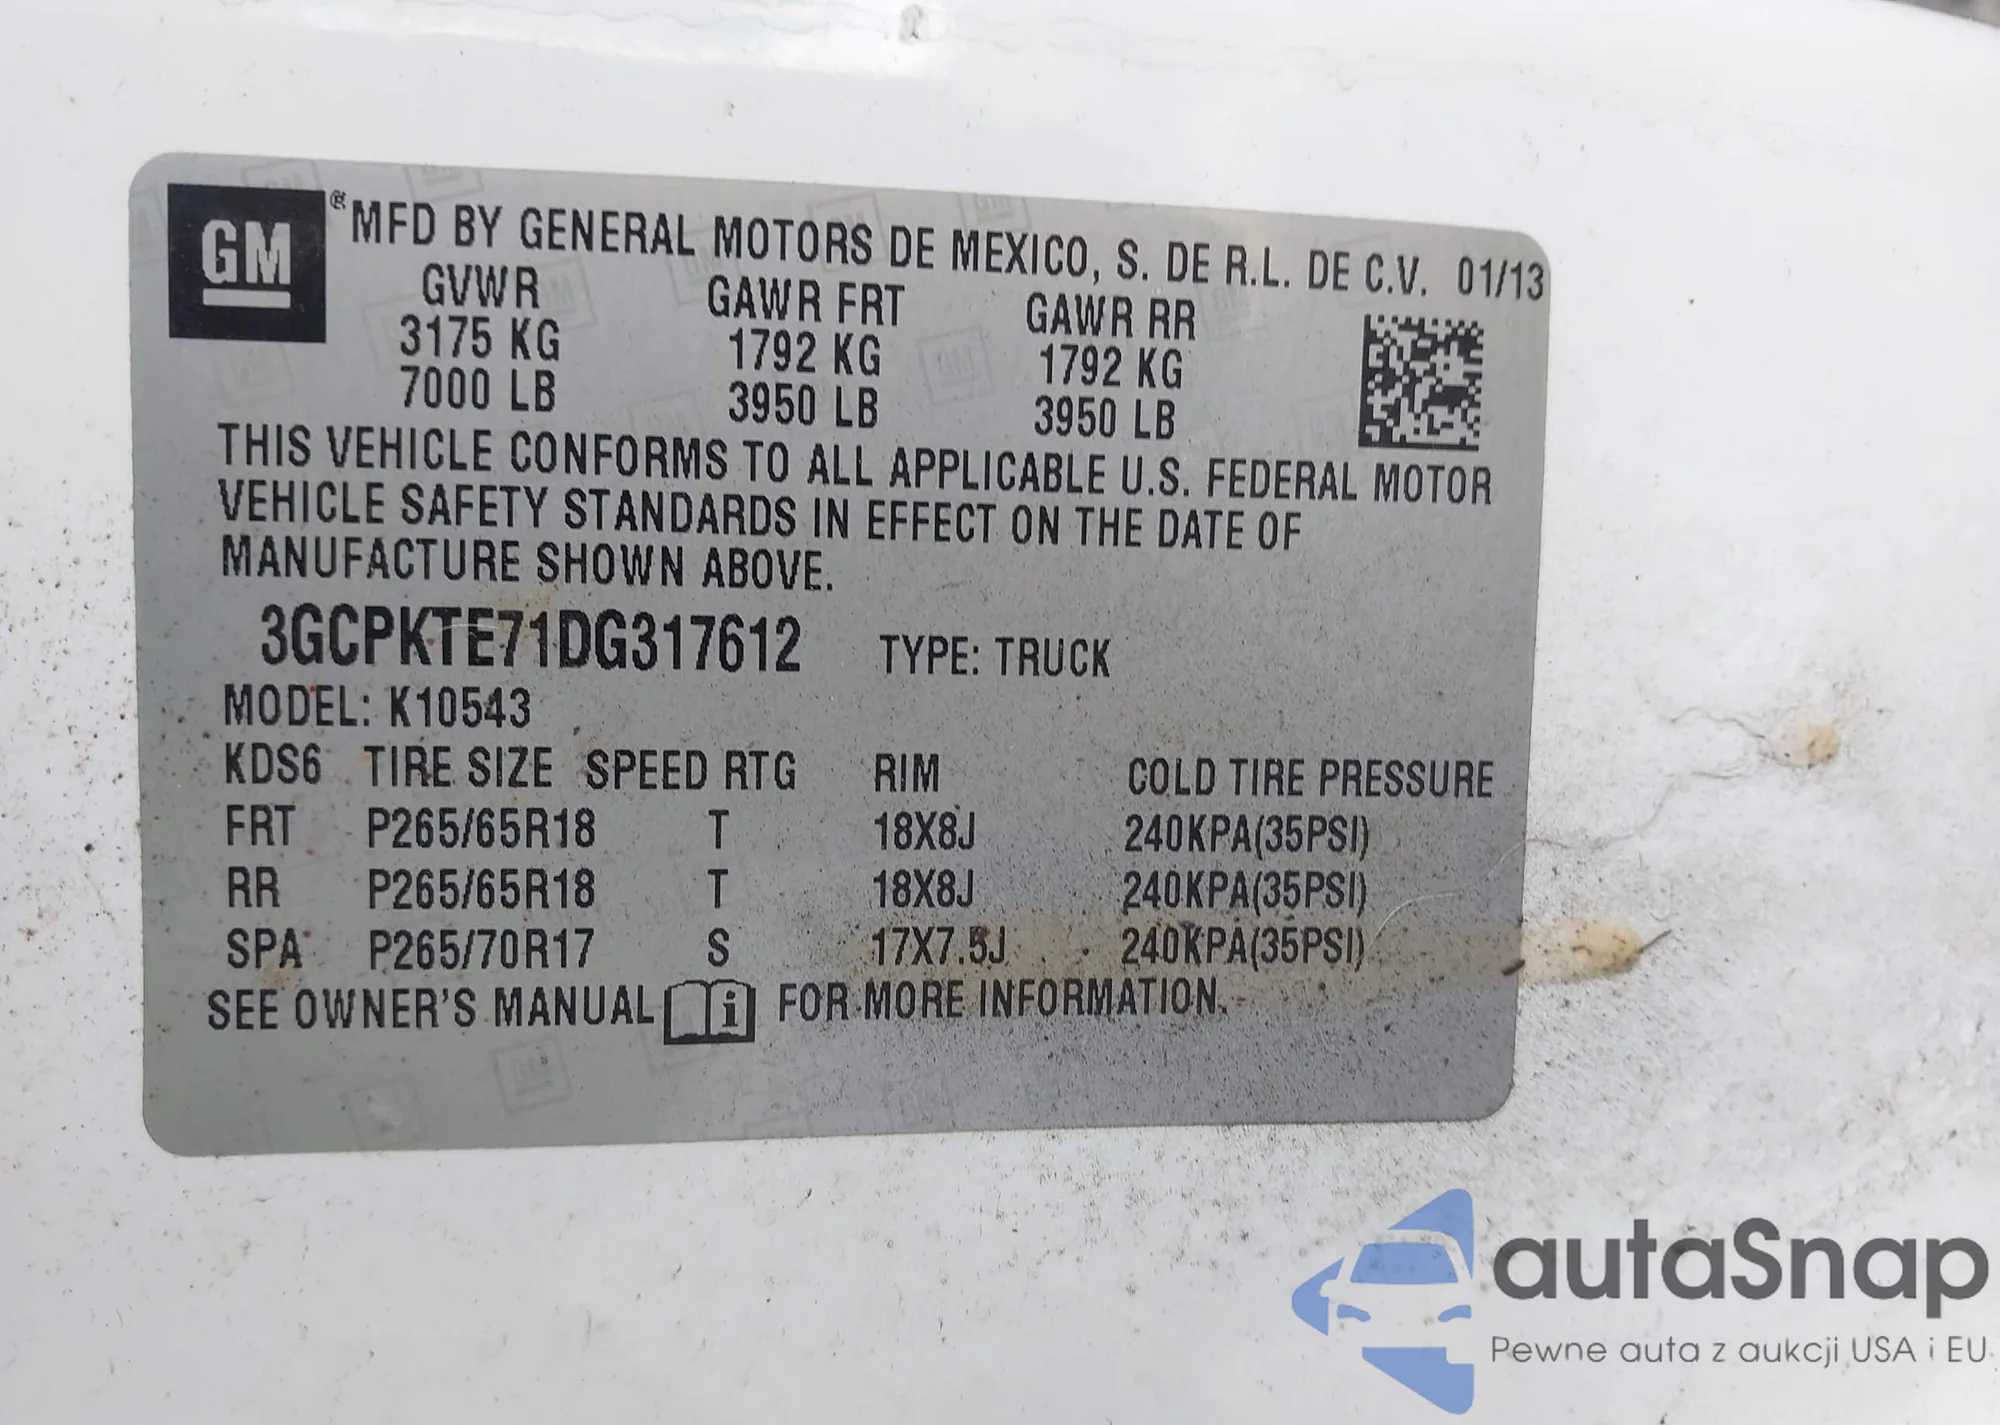 GM ® MFD BY GENERAL MOTORS DE MEXICO, S. DE R.L. DE C.V. 01/13
GVWR GAWR FRT GAWR RR
3175 KG 1792 KG 1792 KG
7000 LB 3950 LB 3950 LB
THIS VEHICLE CONFORMS TO ALL APPLICABLE U.S. FEDERAL MOTOR
VEHICLE SAFETY STANDARDS IN EFFECT ON THE DATE OF
MANUFACTURE SHOWN ABOVE.
3GCPKTE71DG317612 TYPE: TRUCK
MODEL: K10543
KDS6 TIRE SIZE SPEED RTG RIM COLD TIRE PRESSURE
FRT P265/65R18 T 18X8J 240KPA(35PSI)
RR P265/65R18 T 18X8J 240KPA(35PSI)
SPA P265/70R17 S 17X7.5J 240KPA(35PSI)
SEE OWNER'S MANUAL i FOR MORE INFORMATION.
autaSnap
Pewne auta z aukcji USA i EU